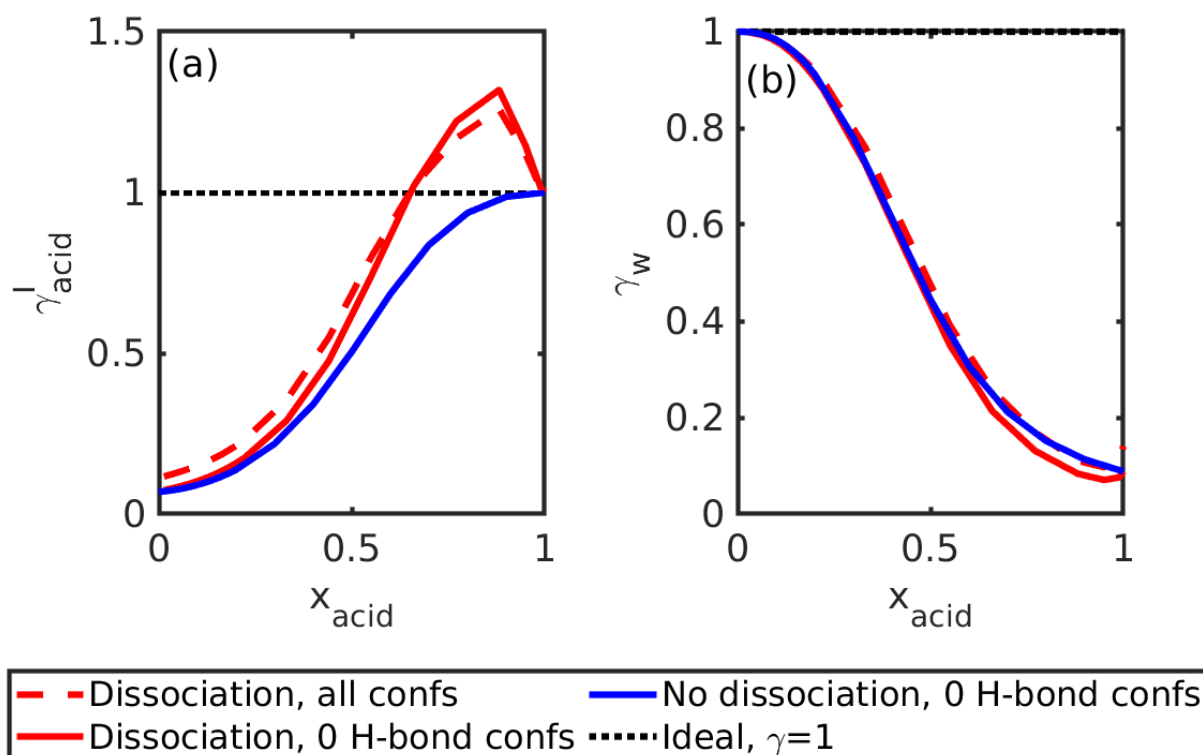 (a)
1.5
1
0.5
0
γ^I_acid
0 0.5 1
x_acid
(b)
1
0.8
0.6
0.4
0.2
0
γ_w
0 0.5 1
x_acid
Dissociation, all confs
No dissociation, 0 H-bond confs
Dissociation, 0 H-bond confs
Ideal, γ=1